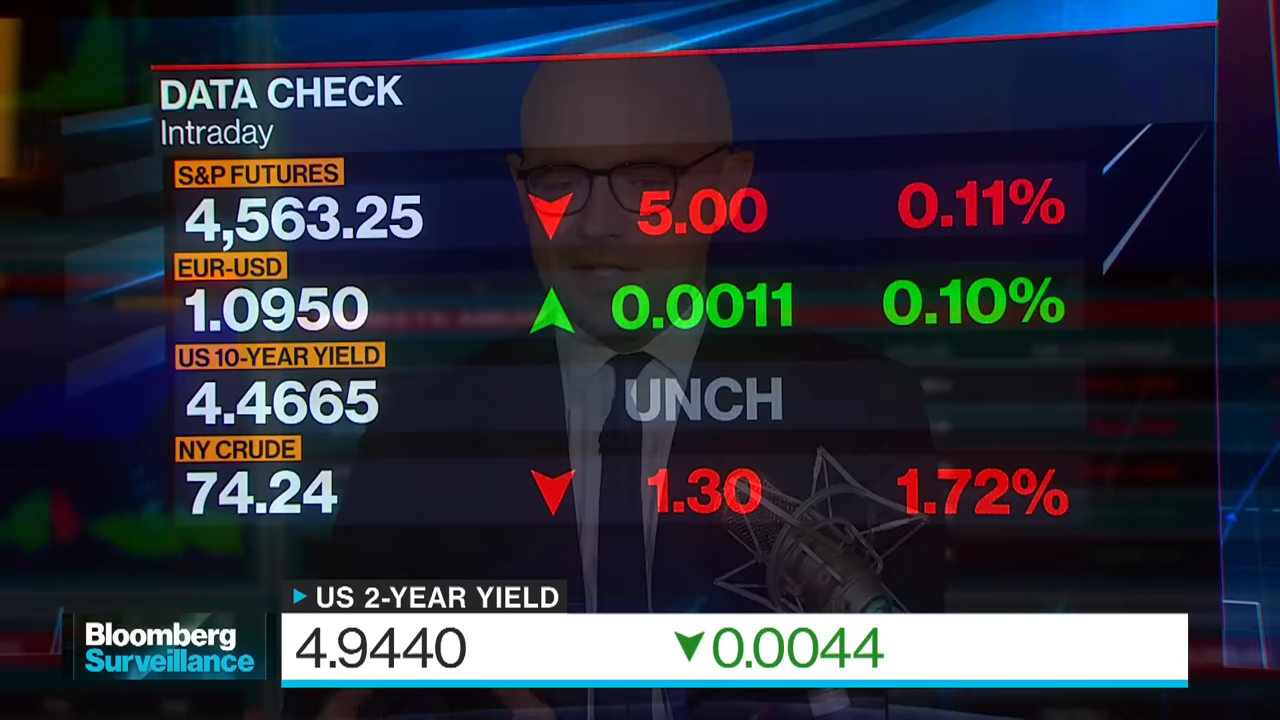 DATA CHECK
Intraday
S&P FUTURES
4,563.25 ▼ 5.00 0.11%
EUR-USD
1.0950 ▲ 0.0011 0.10%
US 10-YEAR YIELD
4.4665 UNCH
NY CRUDE
74.24 ▼ 1.30 1.72%
▶ US 2-YEAR YIELD
Bloomberg
Surveillance
4.9440 ▼0.0044